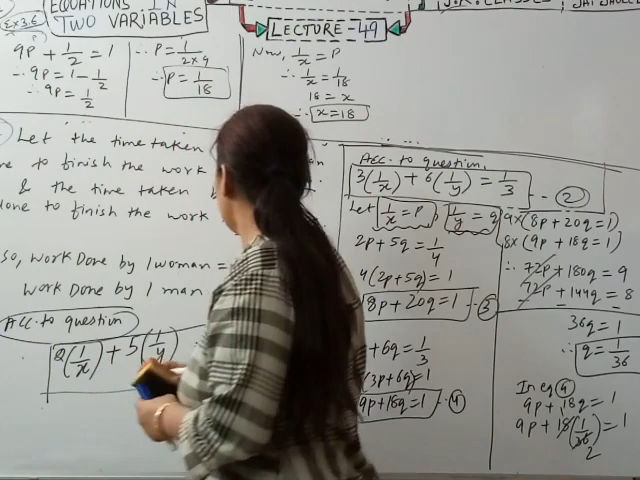 EQUATIONS IN
TWO VARIABLES
Ex 3.6
LECTURE - 49
J.R. CLASSES
9p + 1/2 = 1
∴ 9p = 1 - 1/2
∴ 9p = 1/2
∴ p = 1/2×9
∴ p = 1/18
Now, 1/x = p
∴ 1/x = 1/18
18 = x
∴ x = 18
Let the time taken
to finish the work
& the time taken
alone to finish the work
So, work done by 1 woman =
work done by 1 man
Acc. to question
2(1/x) + 5(1/y)
Acc. to question,
3(1/x) + 6(1/y) = 1/3 - (2)
Let 1/x = p, 1/y = q
2p + 5q = 1/4
4(2p + 5q) = 1
8p + 20q = 1 - (3)
+ 6q = 1/3
(3p + 6q) = 1
9p + 18q = 1 - (4)
9×(8p + 20q = 1)
8×(9p + 18q = 1)
∴ 72p + 180q = 9
72p + 144q = 8
- - -
36q = 1
∴ q = 1/36
In eq (4)
9p + 18q = 1
9p + 18(1/36) = 1
2